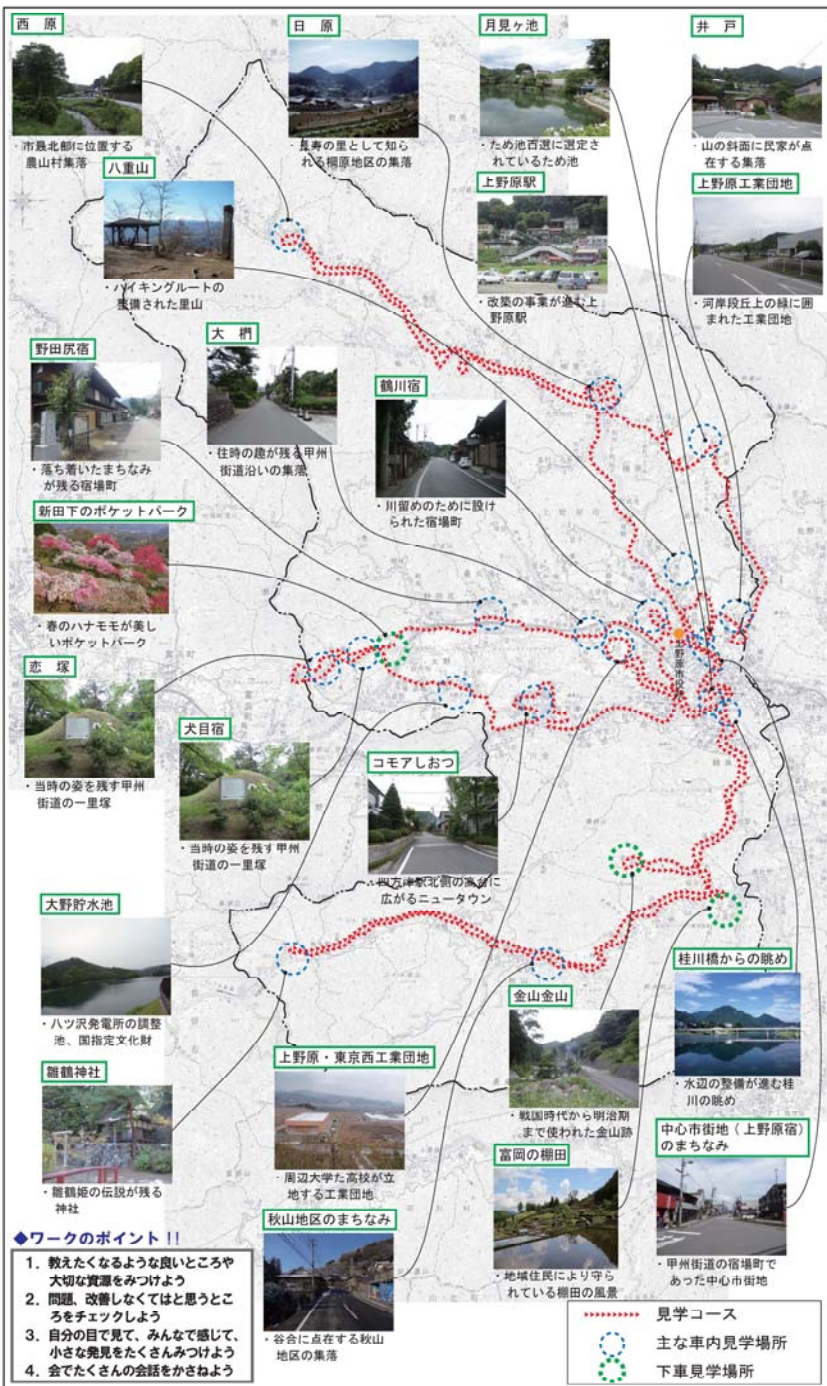 西 原
・市最北部に位置する
農山村集落
日 原
・長寿の里として知ら
れる棡原地区の集落
月見ヶ池
・ため池百選に選定さ
れているため池
井 戸
・山の斜面に民家が点
在する集落
八重山
・ハイキングルートの
整備された里山
上野原駅
・改築の事業が進む上
野原駅
上野原工業団地
・河岸段丘上の緑に囲
まれた工業団地
野田尻宿
・落ち着いたまちなみ
が残る宿場町
大 椚
・往時の趣が残る甲州
街道沿いの集落
鶴川宿
・川留めのために設け
られた宿場町
新田下のポケットパーク
・春のハナモモが美し
いポケットパーク
恋 塚
・当時の姿を残す甲州
街道の一里塚
犬目宿
・当時の姿を残す甲州
街道の一里塚
コモアしおつ
・四方津駅北側の高台に
広がるニュータウン
大野貯水池
・八ツ沢発電所の調整
池、国指定文化財
雛鶴神社
・雛鶴姫の伝説が残る
神社
上野原・東京西工業団地
・周辺大学た高校が立
地する工業団地
金山金山
・戦国時代から明治期
まで使われた金山跡
桂川橋からの眺め
・水辺の整備が進む桂
川の眺め
富岡の棚田
・地域住民により守ら
れている棚田の風景
中心市街地(上野原宿)
のまちなみ
・甲州街道の宿場町で
あった中心市街地
秋山地区のまちなみ
・谷合に点在する秋山
地区の集落
◆ワークのポイント!!
1. 教えたくなるような良いところや
大切な資源をみつけよう
2. 問題、改善しなくてはと思うとこ
ろをチェックしよう
3. 自分の目で見て、みんなで感じて、
小さな発見をたくさんみつけよう
4. 会でたくさんの会話をかさねよう
見学コース
主な車内見学場所
下車見学場所